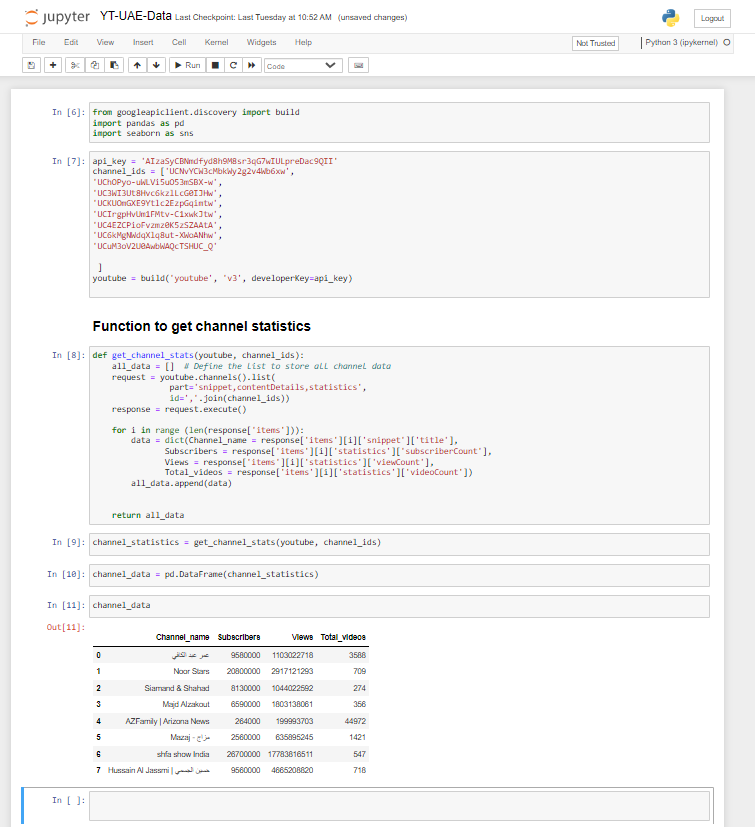 jupyter YT-UAE-Data Last Checkpoint: Last Tuesday at 10:52 AM (unsaved changes)
Logout
File Edit View Insert Cell Kernel Widgets Help
Not Trusted
Python 3 (ipykernel)
Run
Code
In [6]: from googleapiclient.discovery import build
import pandas as pd
import seaborn as sns
In [7]: api_key =
channel_ids = ['UCNvYCW3cMbkWy2g2v4Wb6xw',
'UChOPyo-uWLVi5uO53mSBX-w',
'UC3WI3Ut8Hvc6kzlLcG0IJHw',
'UCKUOmGXE9Ytlc2EzpGqimtw',
'UCIrgpHvUm1FMtv-C1xwkJtw',
'UC4EZCPioFvzmz0K5zSZAAtA',
'UC6kMgNWdqXlq8ut-XWoANhw',
'UCuM3oV2U0AwbWAQcTSHUC_Q'
]
youtube = build('youtube', 'v3', developerKey=api_key)
Function to get channel statistics
In [8]: def get_channel_stats(youtube, channel_ids):
all_data = [] # Define the list to store all channel data
request = youtube.channels().list(
part='snippet,contentDetails,statistics',
id=','.join(channel_ids))
response = request.execute()
for i in range (len(response['items'])):
data = dict(Channel_name = response['items'][i]['snippet']['title'],
Subscribers = response['items'][i]['statistics']['subscriberCount'],
Views = response['items'][i]['statistics']['viewCount'],
Total_videos = response['items'][i]['statistics']['videoCount'])
all_data.append(data)
return all_data
In [9]: channel_statistics = get_channel_stats(youtube, channel_ids)
In [10]: channel_data = pd.DataFrame(channel_statistics)
In [11]: channel_data
Out[11]:
Channel_name Subscribers Views Total_videos
0 عمر عبد الكافي 9580000 1103022718 3588
1 Noor Stars 20800000 2917121293 709
2 Siamand & Shahad 8130000 1044022592 274
3 Majd Alzakout 6590000 1803138061 356
4 AZFamily | Arizona News 264000 199993703 44972
5 Mazaj - مزاج 2560000 635895245 1421
6 shfa show India 26700000 17783816511 547
7 Hussain Al Jassmi | حسين الجسمي 9560000 4665208820 718
In [ ]: